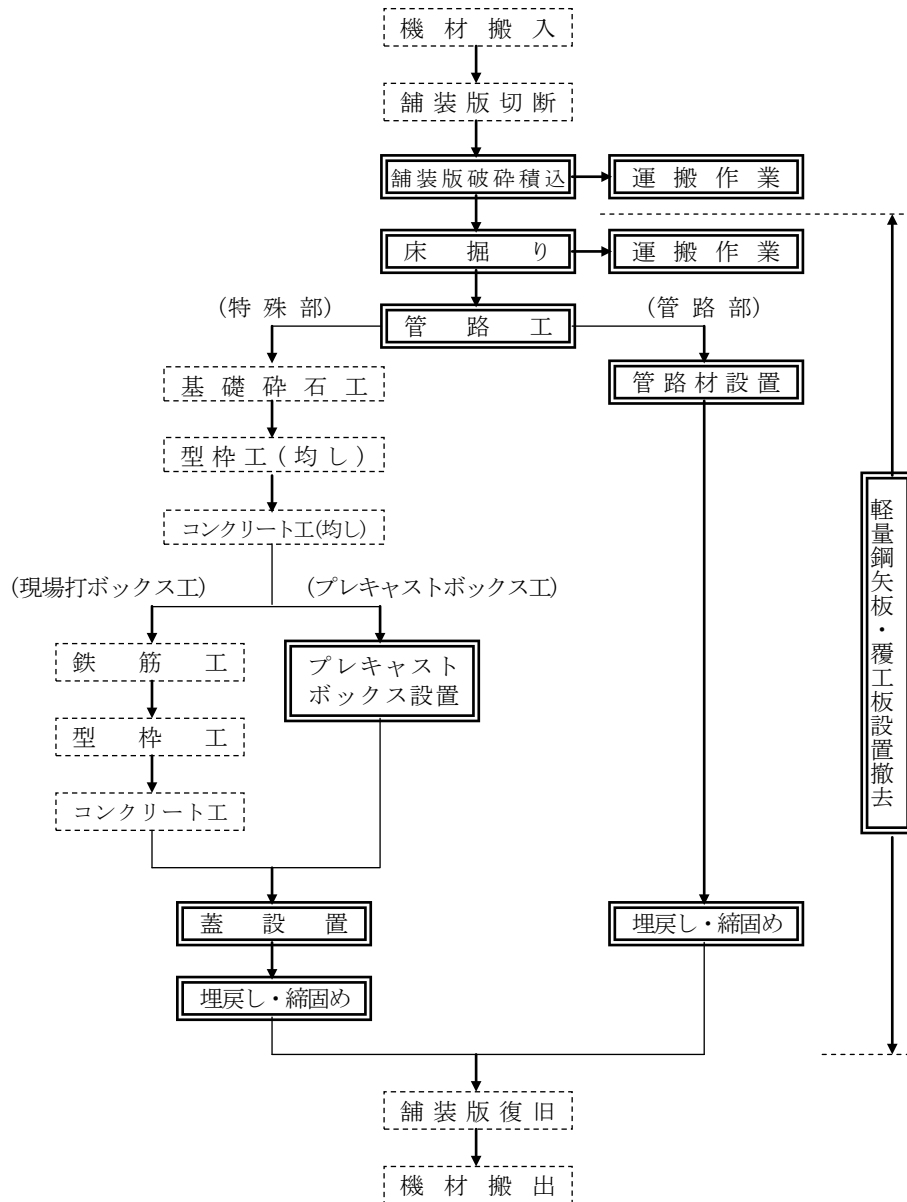 機材搬入
舗装版切断
舗装版破砕積込
運搬作業
床掘り
運搬作業
(特殊部)
管路工
(管路部)
基礎砕石工
管路材設置
型枠工(均し)
コンクリート工(均し)
(現場打ボックス工)
(プレキャストボックス工)
鉄筋工
プレキャスト
ボックス設置
型枠工
コンクリート工
軽量鋼矢板・覆工板設置撤去
蓋設置
埋戻し・締固め
埋戻し・締固め
舗装版復旧
機材搬出